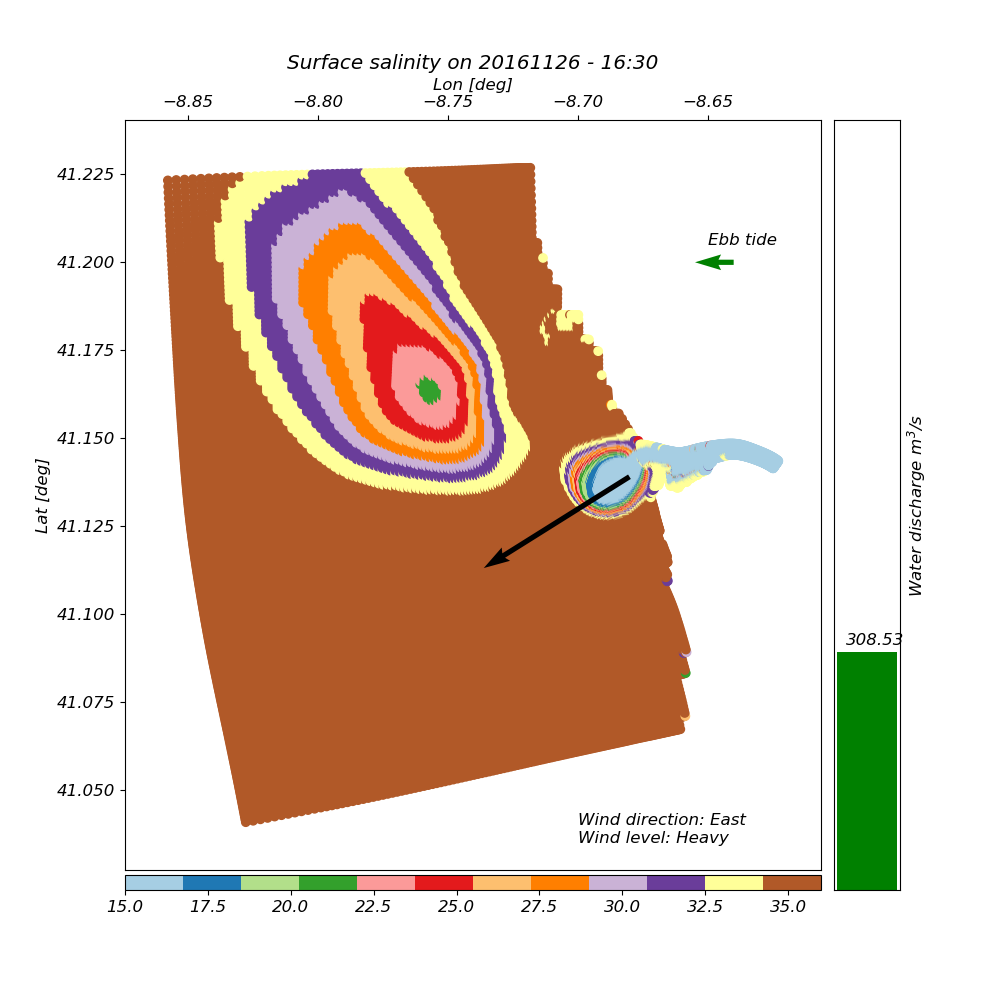 Surface salinity on 20161126 - 16:30
Lon [deg]
−8.85 −8.80 −8.75 −8.70 −8.65
41.225
41.200
41.175
41.150
41.125
41.100
41.075
41.050
Lat [deg]
Ebb tide
Wind direction: East
Wind level: Heavy
15.0 17.5 20.0 22.5 25.0 27.5 30.0 32.5 35.0
308.53
Water discharge m³/s